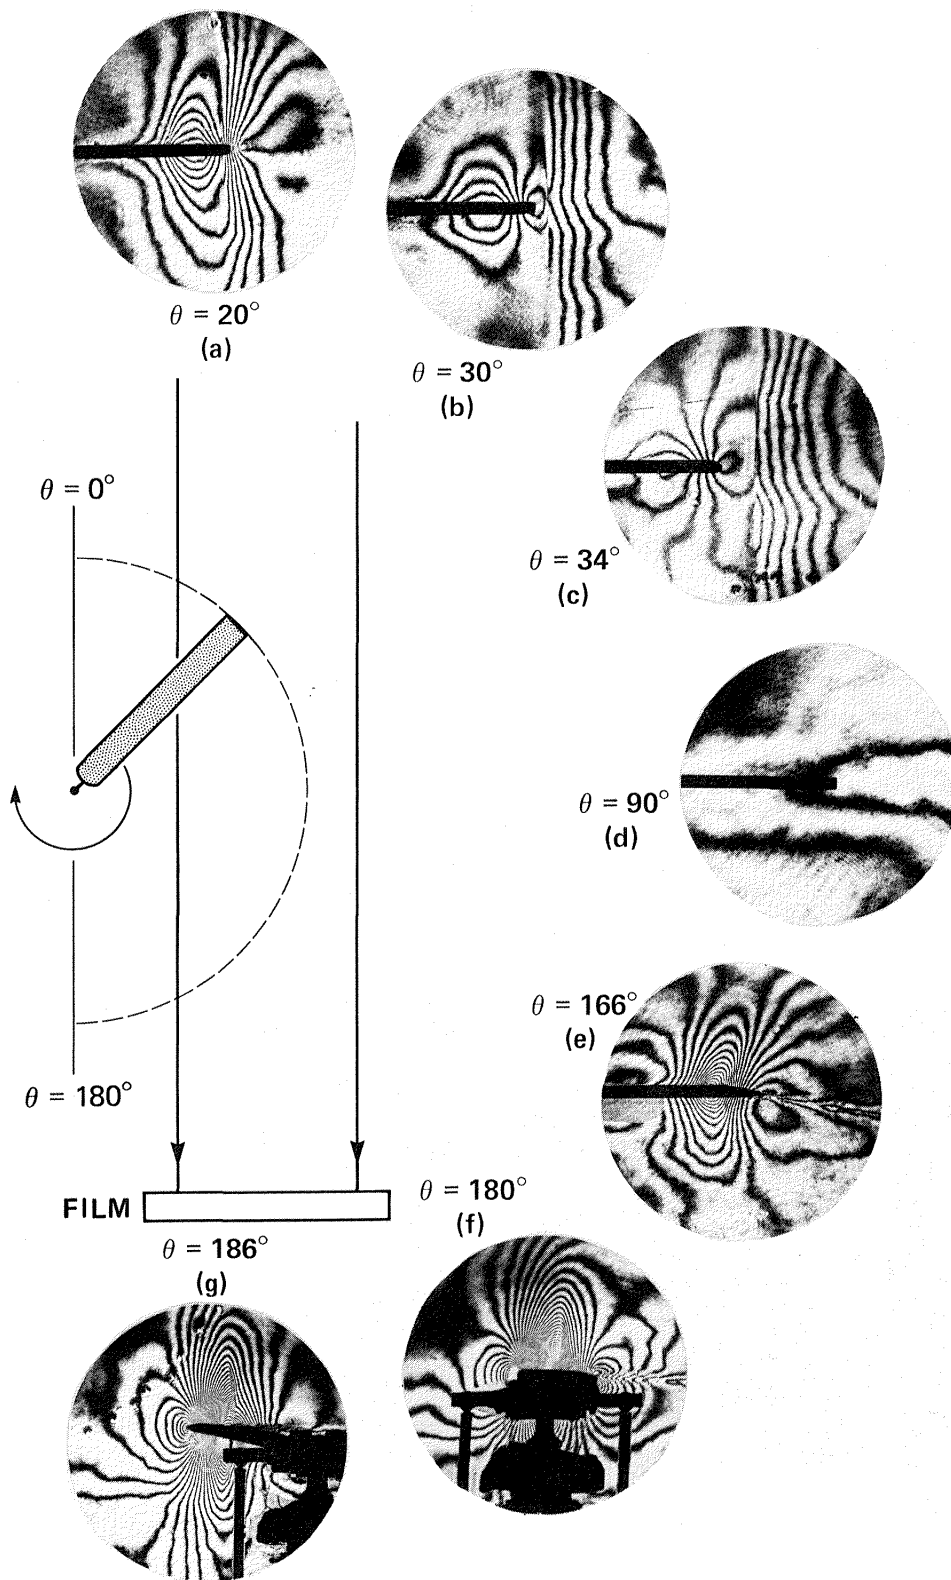 θ = 20°
(a)
θ = 30°
(b)
θ = 34°
(c)
θ = 0°
θ = 90°
(d)
θ = 166°
(e)
θ = 180°
FILM
θ = 180°
(f)
θ = 186°
(g)